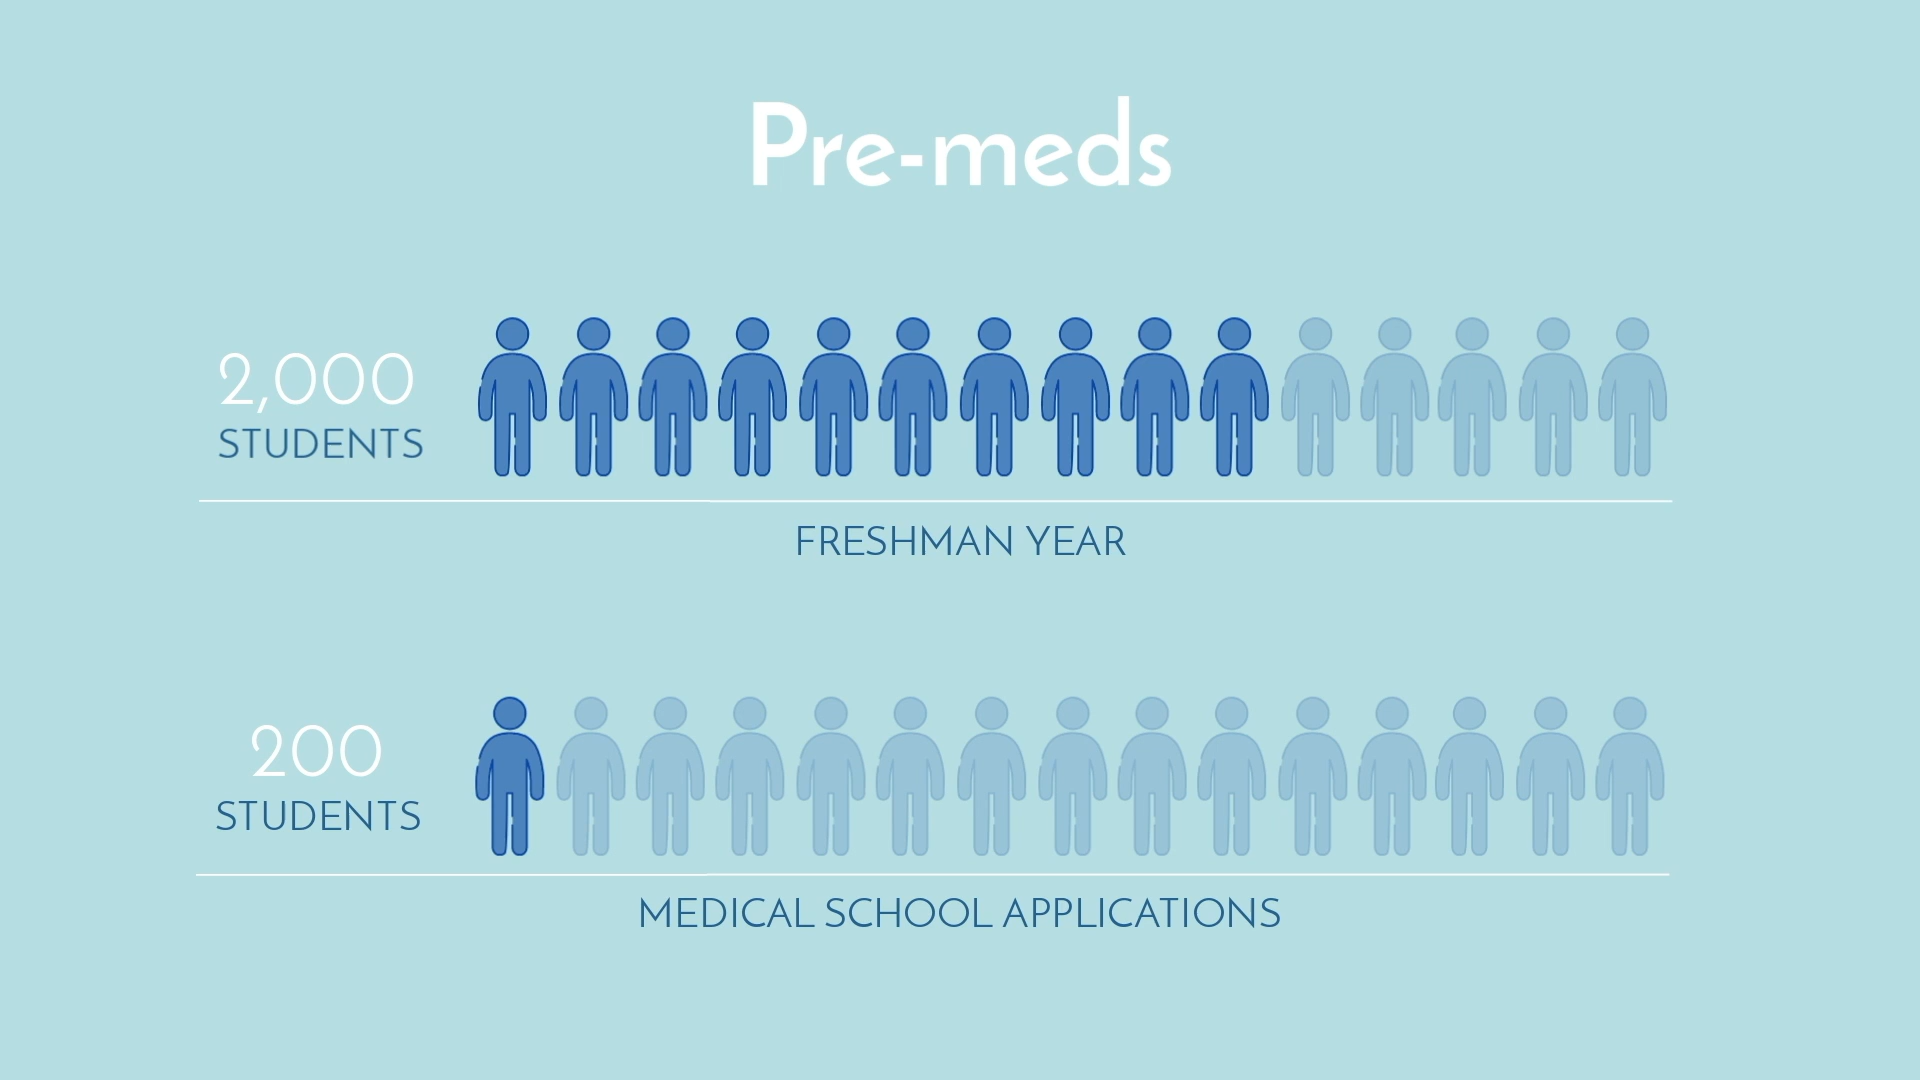 Pre-meds
2,000
STUDENTS
FRESHMAN YEAR
200
STUDENTS
MEDICAL SCHOOL APPLICATIONS